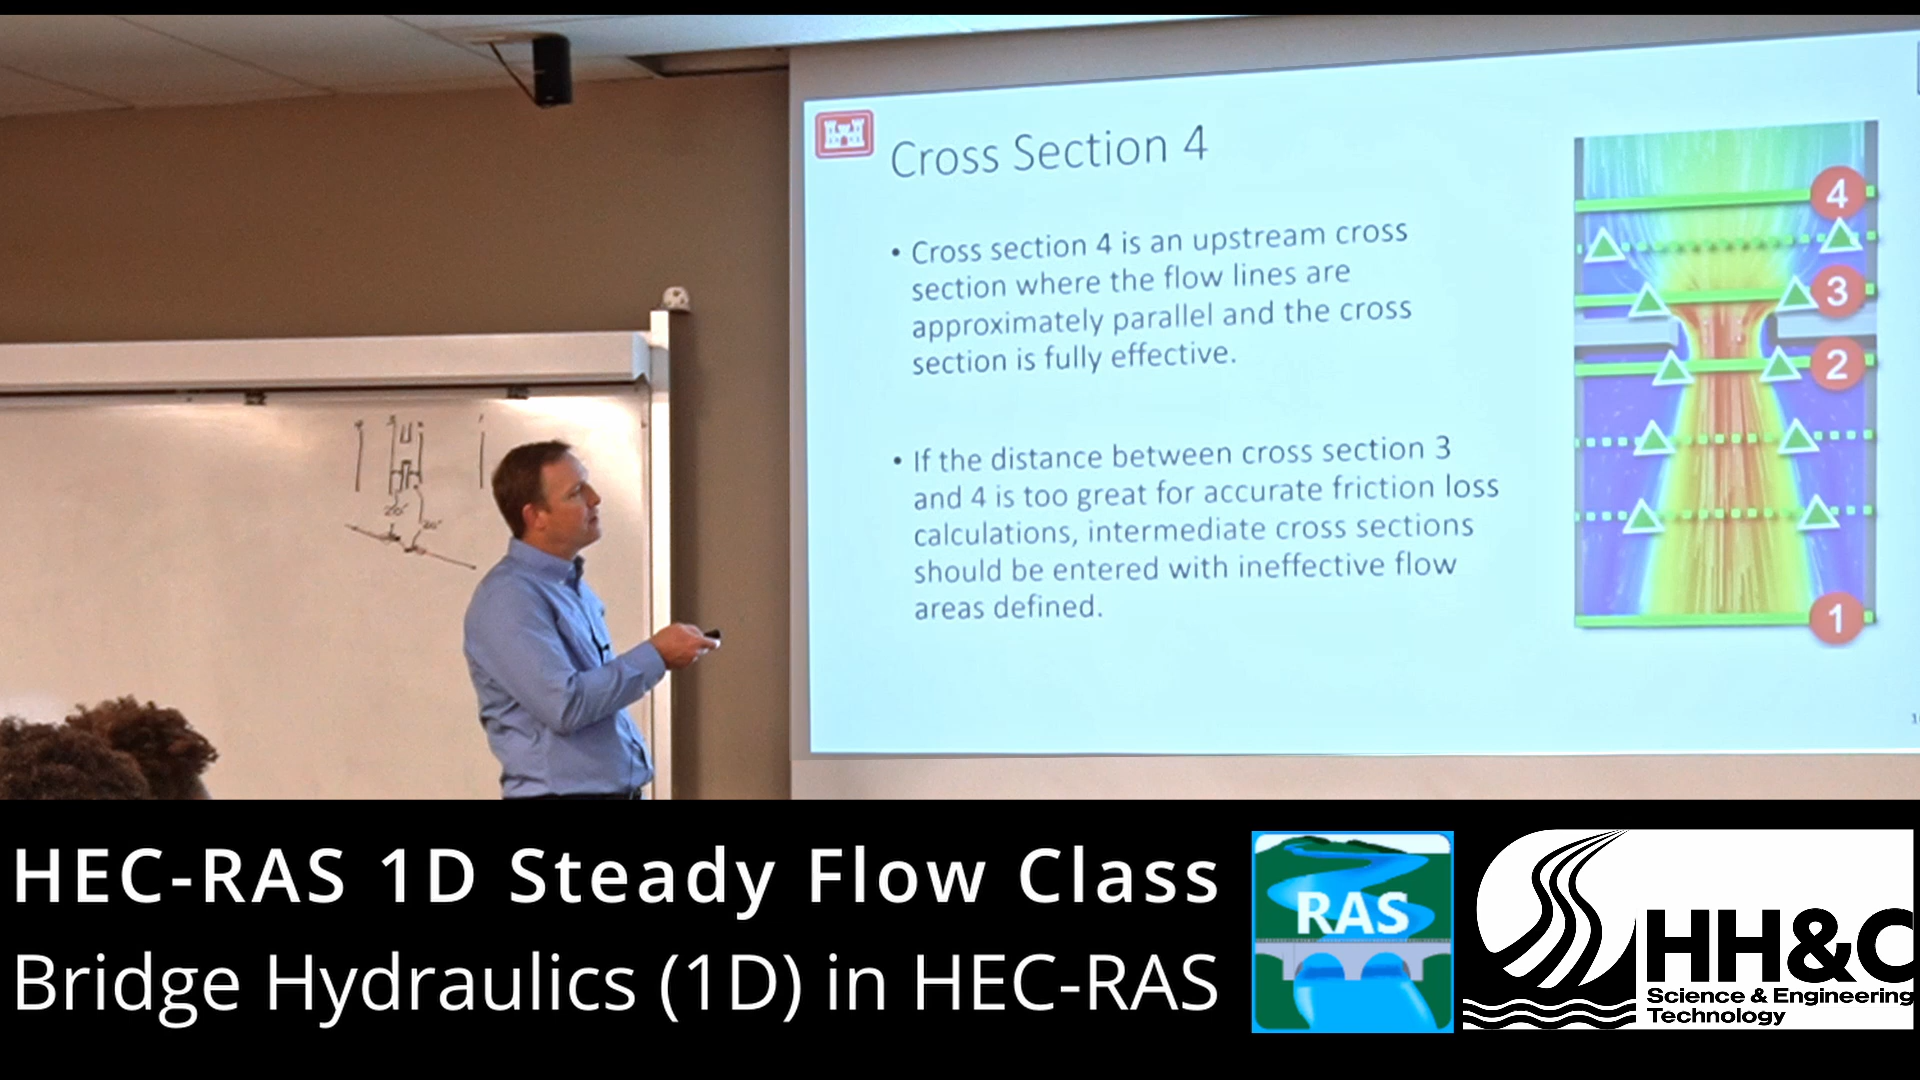 Cross Section 4
• Cross section 4 is an upstream cross
section where the flow lines are
approximately parallel and the cross
section is fully effective.
• If the distance between cross section 3
and 4 is too great for accurate friction loss
calculations, intermediate cross sections
should be entered with ineffective flow
areas defined.
4
3
2
1
HEC-RAS 1D Steady Flow Class
Bridge Hydraulics (1D) in HEC-RAS
RAS
HH&C
Science & Engineering
Technology